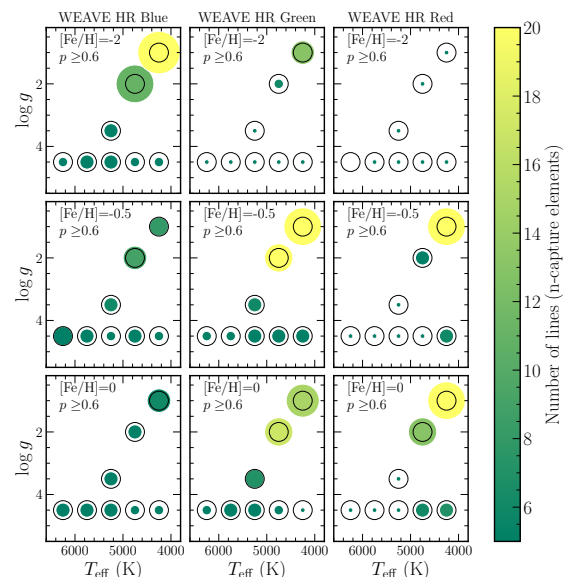 WEAVE HR Blue WEAVE HR Green WEAVE HR Red
[Fe/H]=-2 [Fe/H]=-2 [Fe/H]=-2
p ≥0.6 p ≥0.6 p ≥0.6
log g
2
4
[Fe/H]=-0.5 [Fe/H]=-0.5 [Fe/H]=-0.5
p ≥0.6 p ≥0.6 p ≥0.6
log g
2
4
[Fe/H]=0 [Fe/H]=0 [Fe/H]=0
p ≥0.6 p ≥0.6 p ≥0.6
log g
2
4
6000 5000 4000 6000 5000 4000 6000 5000 4000
Teff (K) Teff (K) Teff (K)
20
18
16
14
12
10
8
6
Number of lines (n-capture elements)